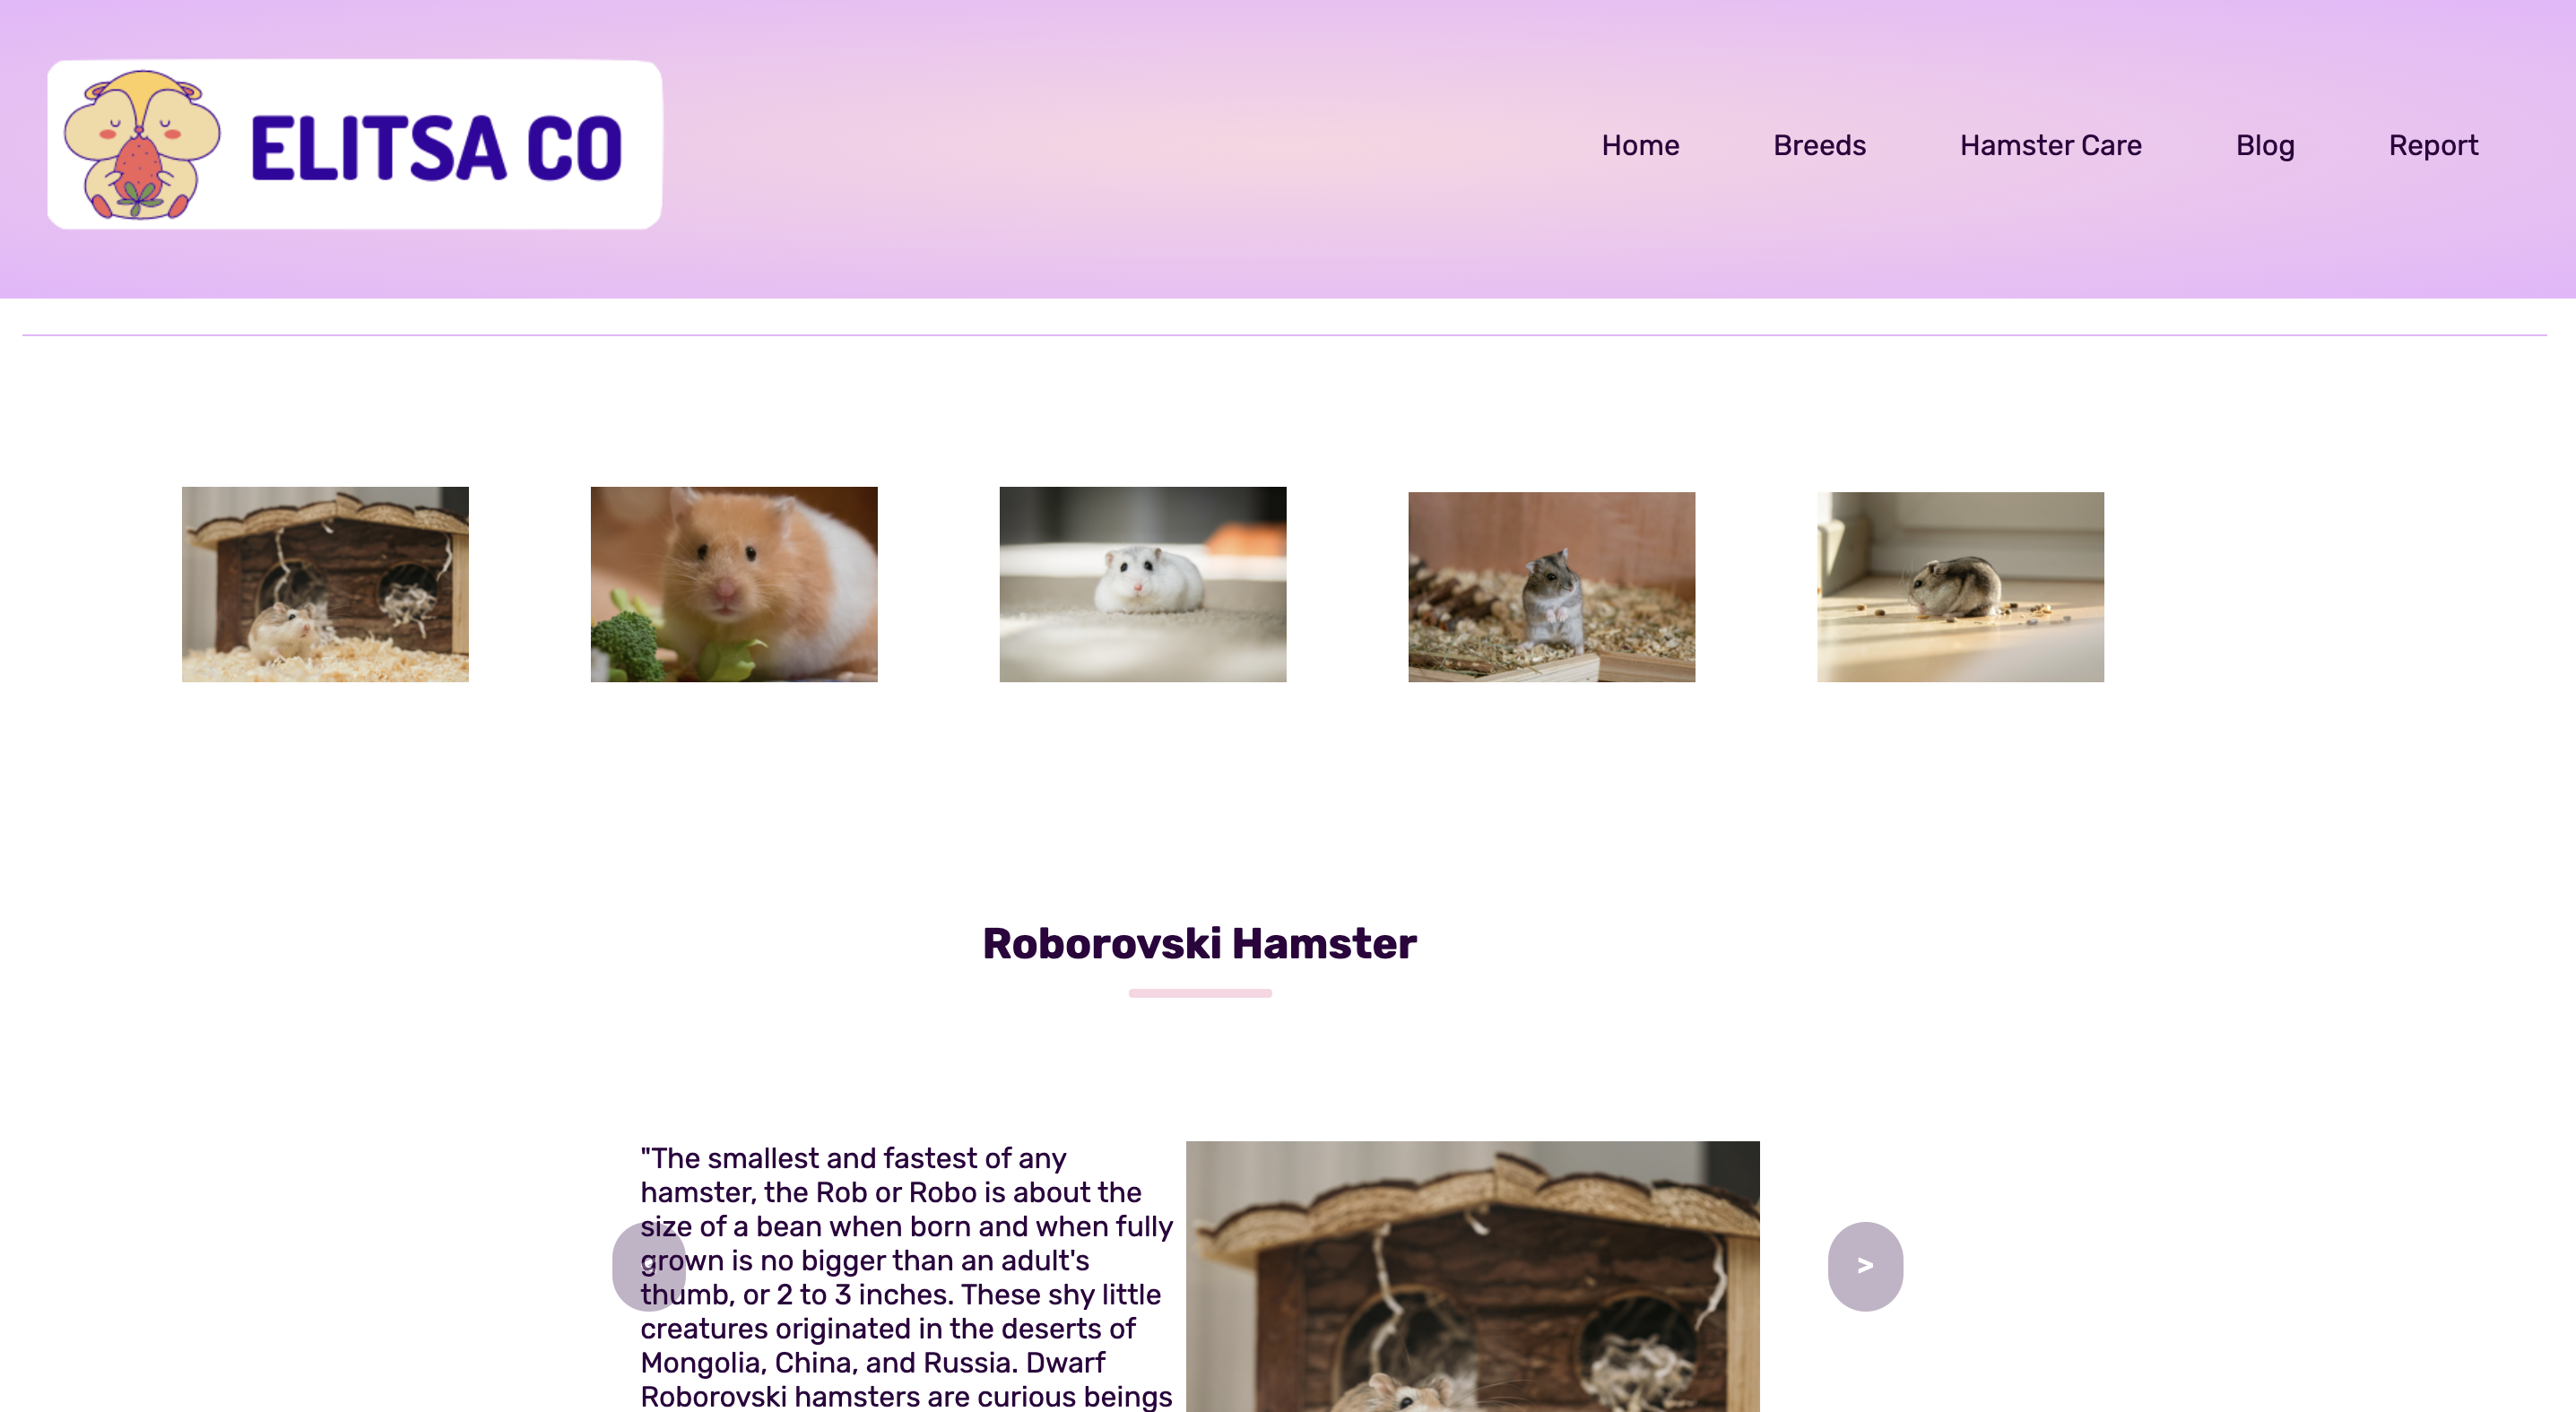 ELITSA CO
Home Breeds Hamster Care Blog Report
Roborovski Hamster
"The smallest and fastest of any
hamster, the Rob or Robo is about the
size of a bean when born and when fully
grown is no bigger than an adult's
thumb, or 2 to 3 inches. These shy little
creatures originated in the deserts of
Mongolia, China, and Russia. Dwarf
Roborovski hamsters are curious beings
>